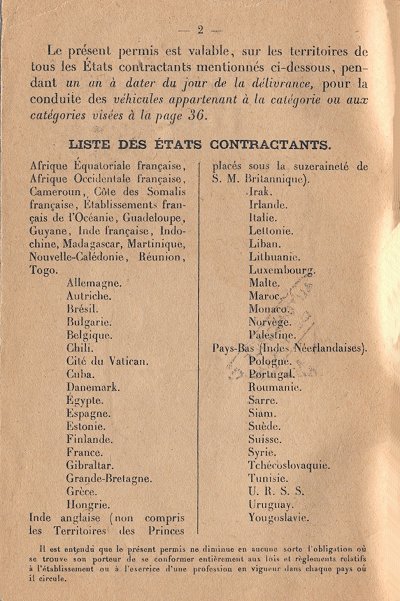 — 2 —
Le présent permis est valable, sur les territoires de
tous les États contractants mentionnés ci-dessous, pen-
dant un an à dater du jour de la délivrance, pour la
conduite des véhicules appartenant à la catégorie ou aux
catégories visées à la page 36.
LISTE DES ÉTATS CONTRACTANTS.
Afrique Équatoriale française,
Afrique Occidentale française,
Cameroun, Côte des Somalis
française, Établissements fran-
çais de l'Océanie, Guadeloupe,
Guyane, Inde française, Indo-
chine, Madagascar, Martinique,
Nouvelle-Calédonie, Réunion,
Togo.
Allemagne.
Autriche.
Brésil.
Bulgarie.
Belgique.
Chili.
Cité du Vatican.
Cuba.
Danemark.
Égypte.
Espagne.
Estonie.
Finlande.
France.
Gibraltar.
Grande-Bretagne.
Grèce.
Hongrie.
Inde anglaise (non compris
les Territoires des Princes
placés sous la suzeraineté de
S. M. Britannique).
Irak.
Irlande.
Italie.
Lettonie.
Liban.
Lithuanie.
Luxembourg.
Malte.
Maroc.
Monaco.
Norvège.
Palestine.
Pays-Bas (Indes Néerlandaises).
Pologne.
Portugal.
Roumanie.
Sarre.
Siam.
Suède.
Suisse.
Syrie.
Tchécoslovaquie.
Tunisie.
U. R. S. S.
Uruguay.
Yougoslavie.
Il est entendu que le présent permis ne diminue en aucune sorte l'obligation où
se trouve son porteur de se conformer entièrement aux lois et règlements relatifs
à l'établissement ou à l'exercice d'une profession en vigueur dans chaque pays où
il circule.